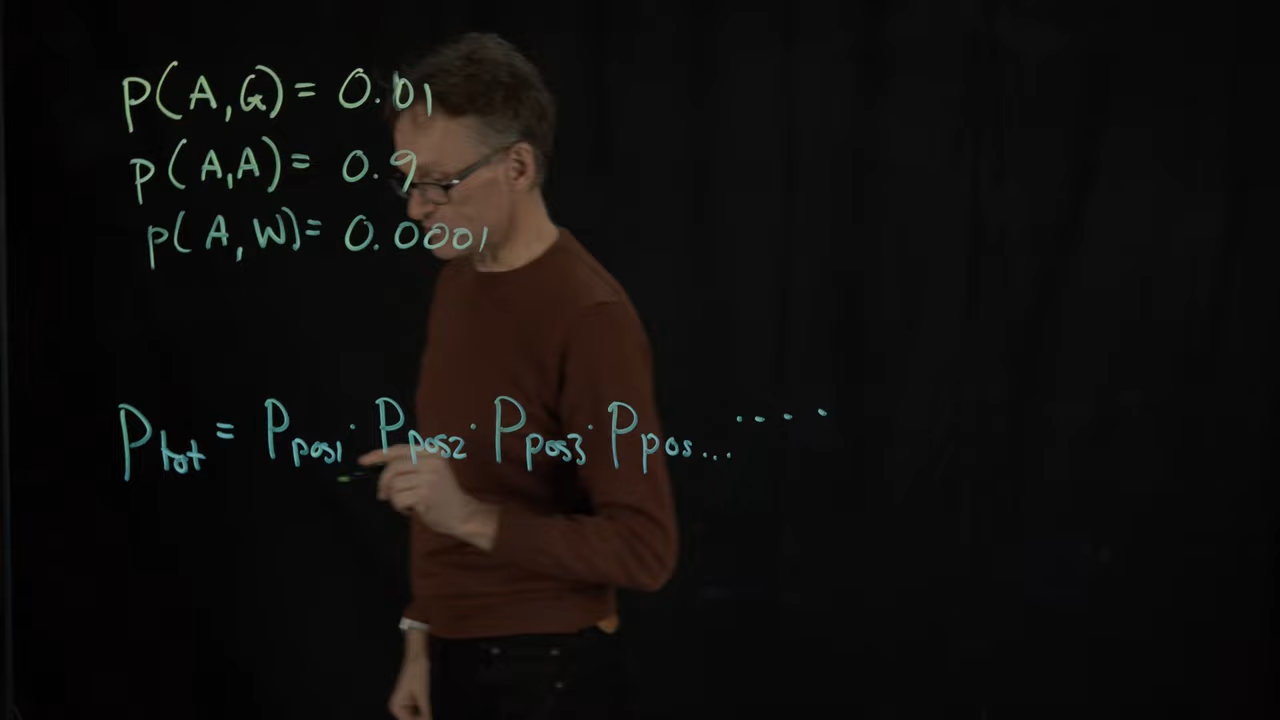 P(A,G)= 0.01
P(A,A)= 0.9
P(A,W)= 0.0001
Ptot = Ppos1 · Ppos2 · Ppos3 · Ppos... ····